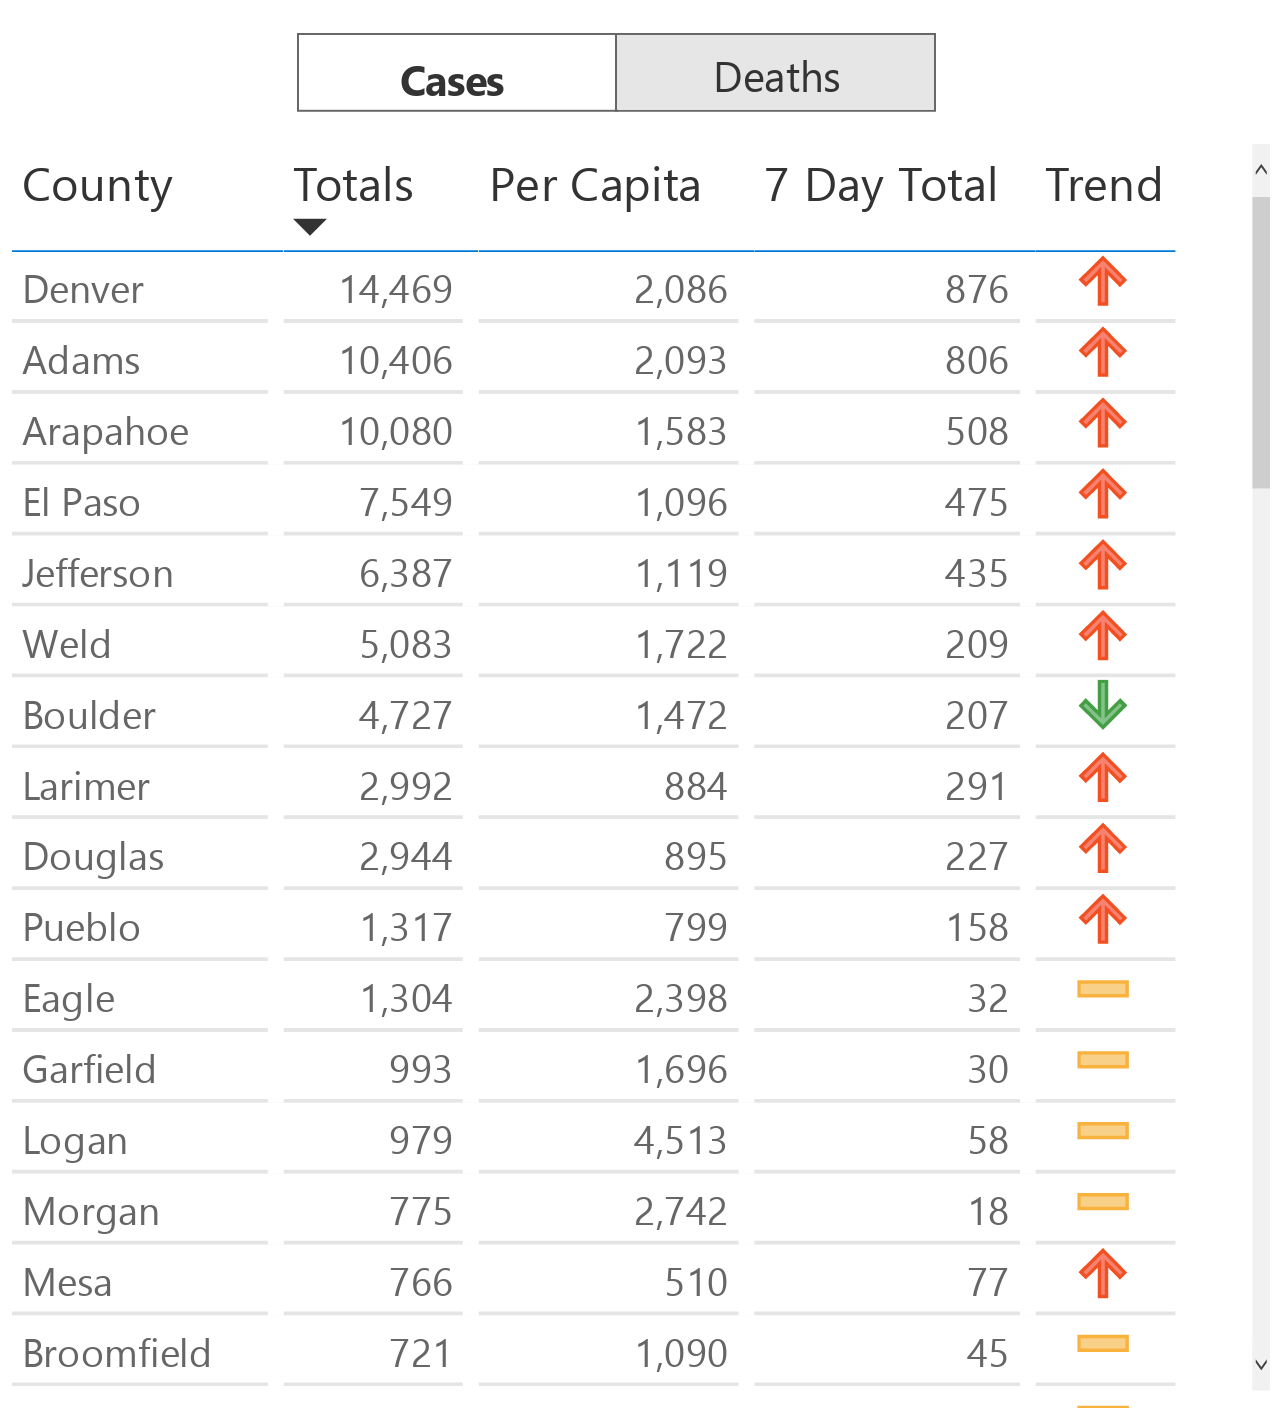 Cases Deaths
County Totals Per Capita 7 Day Total Trend
Denver 14,469 2,086 876
Adams 10,406 2,093 806
Arapahoe 10,080 1,583 508
El Paso 7,549 1,096 475
Jefferson 6,387 1,119 435
Weld 5,083 1,722 209
Boulder 4,727 1,472 207
Larimer 2,992 884 291
Douglas 2,944 895 227
Pueblo 1,317 799 158
Eagle 1,304 2,398 32
Garfield 993 1,696 30
Logan 979 4,513 58
Morgan 775 2,742 18
Mesa 766 510 77
Broomfield 721 1,090 45